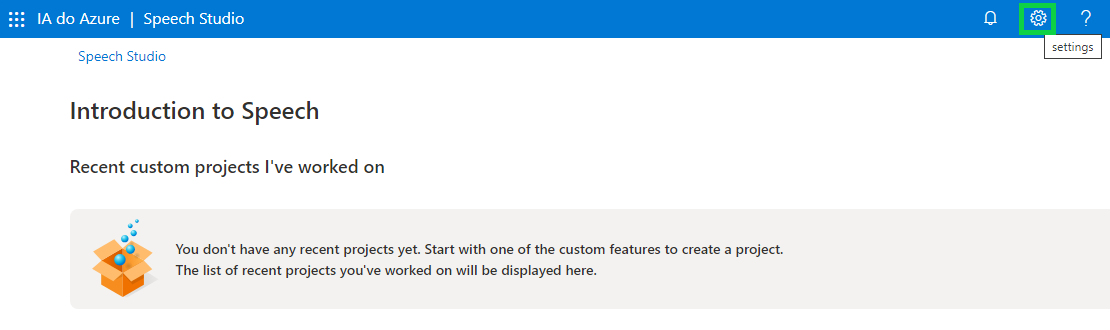 IA do Azure | Speech Studio
?
settings
Speech Studio
Introduction to Speech
Recent custom projects I've worked on
You don't have any recent projects yet. Start with one of the custom features to create a project.
The list of recent projects you've worked on will be displayed here.